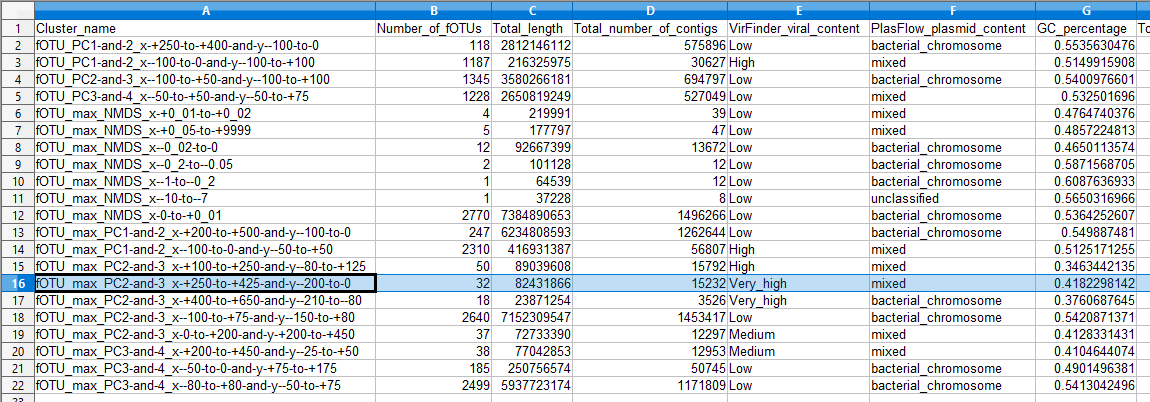 A B C D E F G
1 Cluster_name Number_of_fOTUs Total_length Total_number_of_contigs VirFinder_viral_content PlasFlow_plasmid_content GC_percentage To
2 fOTU_PC1-and-2_x-+250-to-+400-and-y--100-to-0 118 2812146112 575896 Low bacterial_chromosome 0.5535630476
3 fOTU_PC1-and-2_x--100-to-0-and-y--100-to-+100 1187 216325975 30627 High mixed 0.5149915908
4 fOTU_PC2-and-3_x--100-to-+50-and-y--100-to-+100 1345 3580266181 694797 Low bacterial_chromosome 0.5400976601
5 fOTU_PC3-and-4_x--50-to-+50-and-y--50-to-+75 1228 2650819249 527049 Low mixed 0.532501696
6 fOTU_max_NMDS_x-+0_01-to-+0_02 4 219991 39 Low mixed 0.4764740376
7 fOTU_max_NMDS_x-+0_05-to-+9999 5 177797 47 Low mixed 0.4857224813
8 fOTU_max_NMDS_x--0_02-to-0 12 92667399 13672 Low bacterial_chromosome 0.4650113574
9 fOTU_max_NMDS_x--0_2-to--0.05 2 101128 12 Low bacterial_chromosome 0.5871568705
10 fOTU_max_NMDS_x--1-to--0_2 1 64539 12 Low bacterial_chromosome 0.6087636933
11 fOTU_max_NMDS_x--10-to--7 1 37228 8 Low unclassified 0.5650316966
12 fOTU_max_NMDS_x-0-to-+0_01 2770 7384890653 1496266 Low bacterial_chromosome 0.5364252607
13 fOTU_max_PC1-and-2_x-+200-to-+500-and-y--100-to-0 247 6234808593 1262644 Low bacterial_chromosome 0.549887481
14 fOTU_max_PC1-and-2_x--100-to-0-and-y--50-to-+50 2310 416931387 56807 High mixed 0.5125171255
15 fOTU_max_PC2-and-3_x-+100-to-+250-and-y--80-to-+125 50 89039608 15792 High mixed 0.3463442135
16 fOTU_max_PC2-and-3_x-+250-to-+425-and-y--200-to-0 32 82431866 15232 Very_high mixed 0.4182298142
17 fOTU_max_PC2-and-3_x-+400-to-+650-and-y--210-to--80 18 23871254 3526 Very_high bacterial_chromosome 0.3760687645
18 fOTU_max_PC2-and-3_x--100-to-+75-and-y--150-to-+80 2640 7152309547 1453417 Low bacterial_chromosome 0.5420871371
19 fOTU_max_PC2-and-3_x-0-to-+200-and-y-+200-to-+450 37 72733390 12297 Medium mixed 0.4128331431
20 fOTU_max_PC3-and-4_x-+200-to-+450-and-y--25-to-+50 38 77042853 12953 Medium mixed 0.4104644074
21 fOTU_max_PC3-and-4_x--50-to-0-and-y-+75-to-+175 185 250756574 50745 Low bacterial_chromosome 0.4901496381
22 fOTU_max_PC3-and-4_x--80-to-+80-and-y--50-to-+75 2499 5937723174 1171809 Low bacterial_chromosome 0.5413042496
23